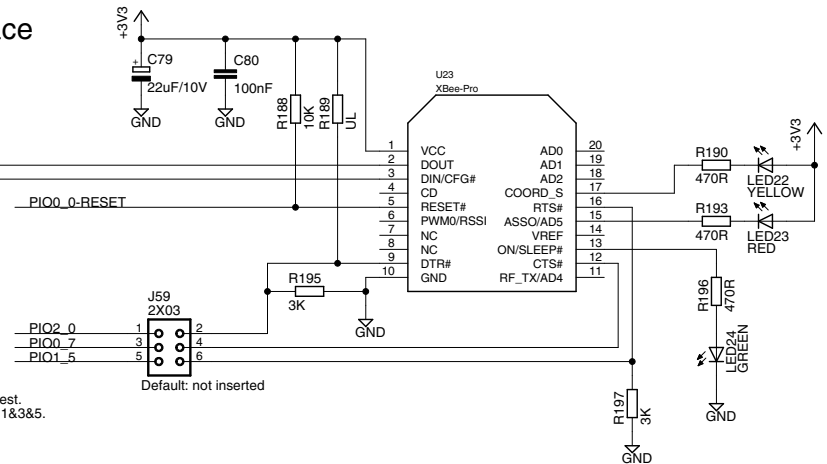 ace
+3V3
C79
22uF/10V
GND
C80
100nF
GND
R188
10K
R189
UL
U23
XBee-Pro
1 VCC AD0 20
2 DOUT AD1 19
3 DIN/CFG# AD2 18
4 CD COORD_S 17
5 RESET# RTS# 16
6 PWM0/RSSI ASSO/AD5 15
7 NC VREF 14
8 NC ON/SLEEP# 13
9 DTR# CTS# 12
10 GND RF_TX/AD4 11
+3V3
R190
470R
LED22
YELLOW
R193
470R
LED23
RED
PIO0_0-RESET
R195
3K
GND
R196
470R
LED24
GREEN
GND
J59
2X03
PIO2_0 1 2
PIO0_7 3 4
PIO1_5 5 6
Default: not inserted
R197
3K
GND
est.
1&3&5.